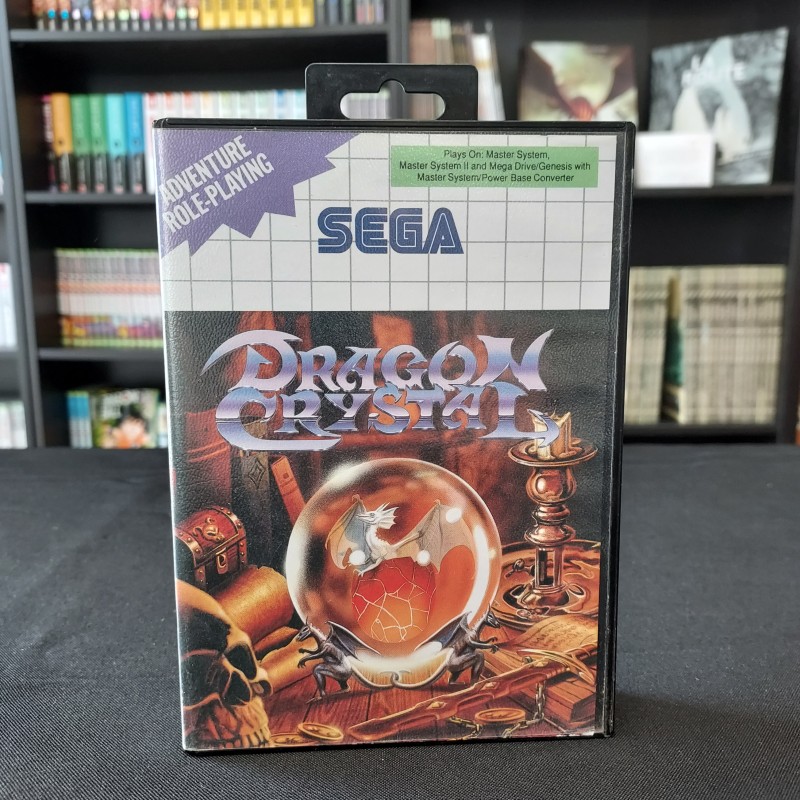 ADVENTURE
ROLE-PLAYING
Plays On: Master System,
Master System II and Mega Drive/Genesis with
Master System/Power Base Converter
SEGA
DRAGON
CRYSTAL